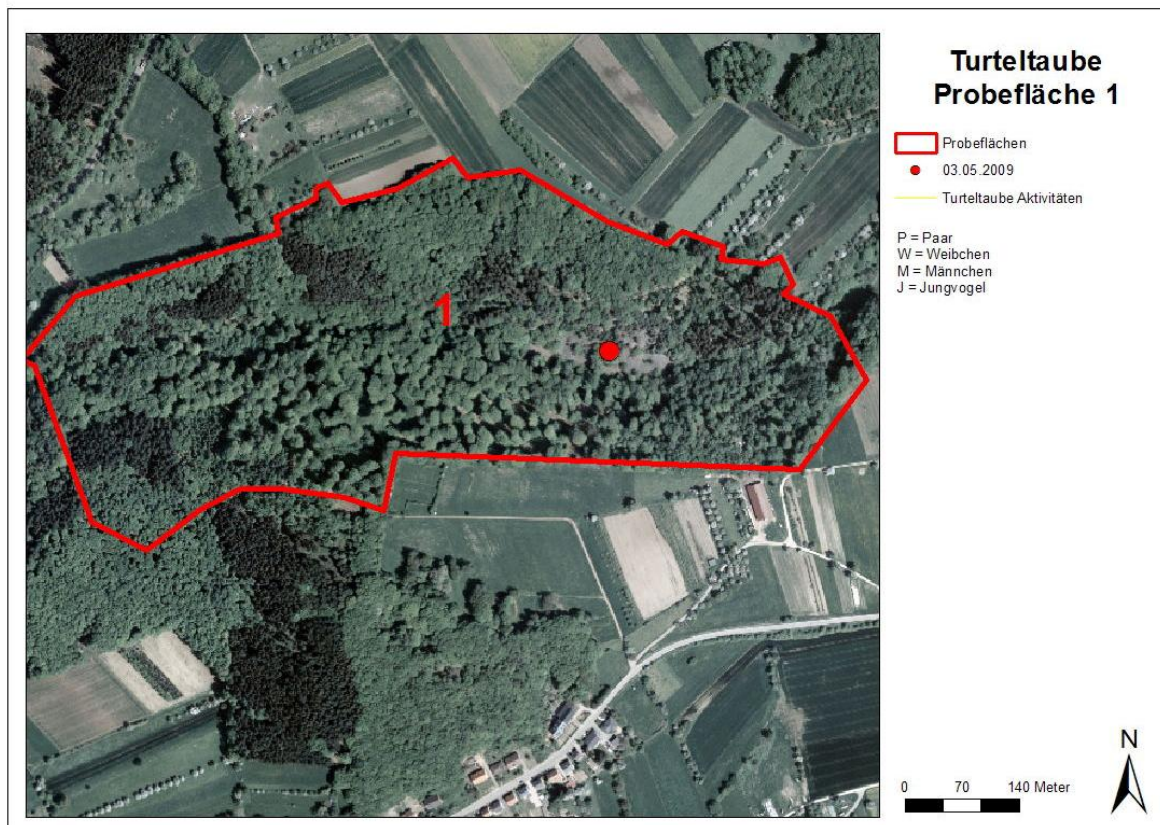 Turteltaube
Probefläche 1
Probeflächen
03.05.2009
Turteltaube Aktivitäten
P = Paar
W = Weibchen
M = Männchen
J = Jungvogel
1
N
0 70 140 Meter